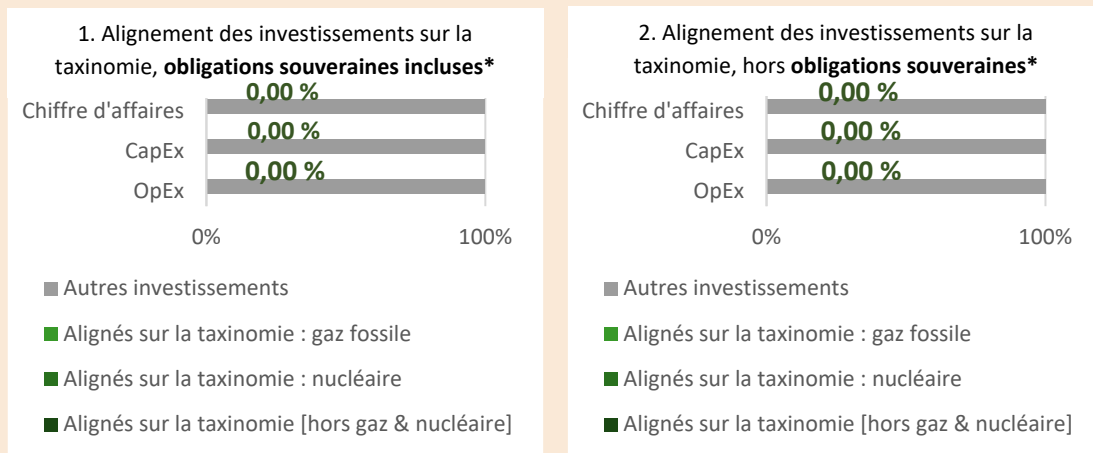 1. Alignement des investissements sur la
taxinomie, obligations souveraines incluses*
0,00 %
Chiffre d'affaires
0,00 %
CapEx
0,00 %
OpEx
0%
100%
Autres investissements
Alignés sur la taxinomie : gaz fossile
Alignés sur la taxinomie : nucléaire
Alignés sur la taxinomie [hors gaz & nucléaire]
2. Alignement des investissements sur la
taxinomie, hors obligations souveraines*
0,00 %
Chiffre d'affaires
0,00 %
CapEx
0,00 %
OpEx
0%
100%
Autres investissements
Alignés sur la taxinomie : gaz fossile
Alignés sur la taxinomie : nucléaire
Alignés sur la taxinomie [hors gaz & nucléaire]